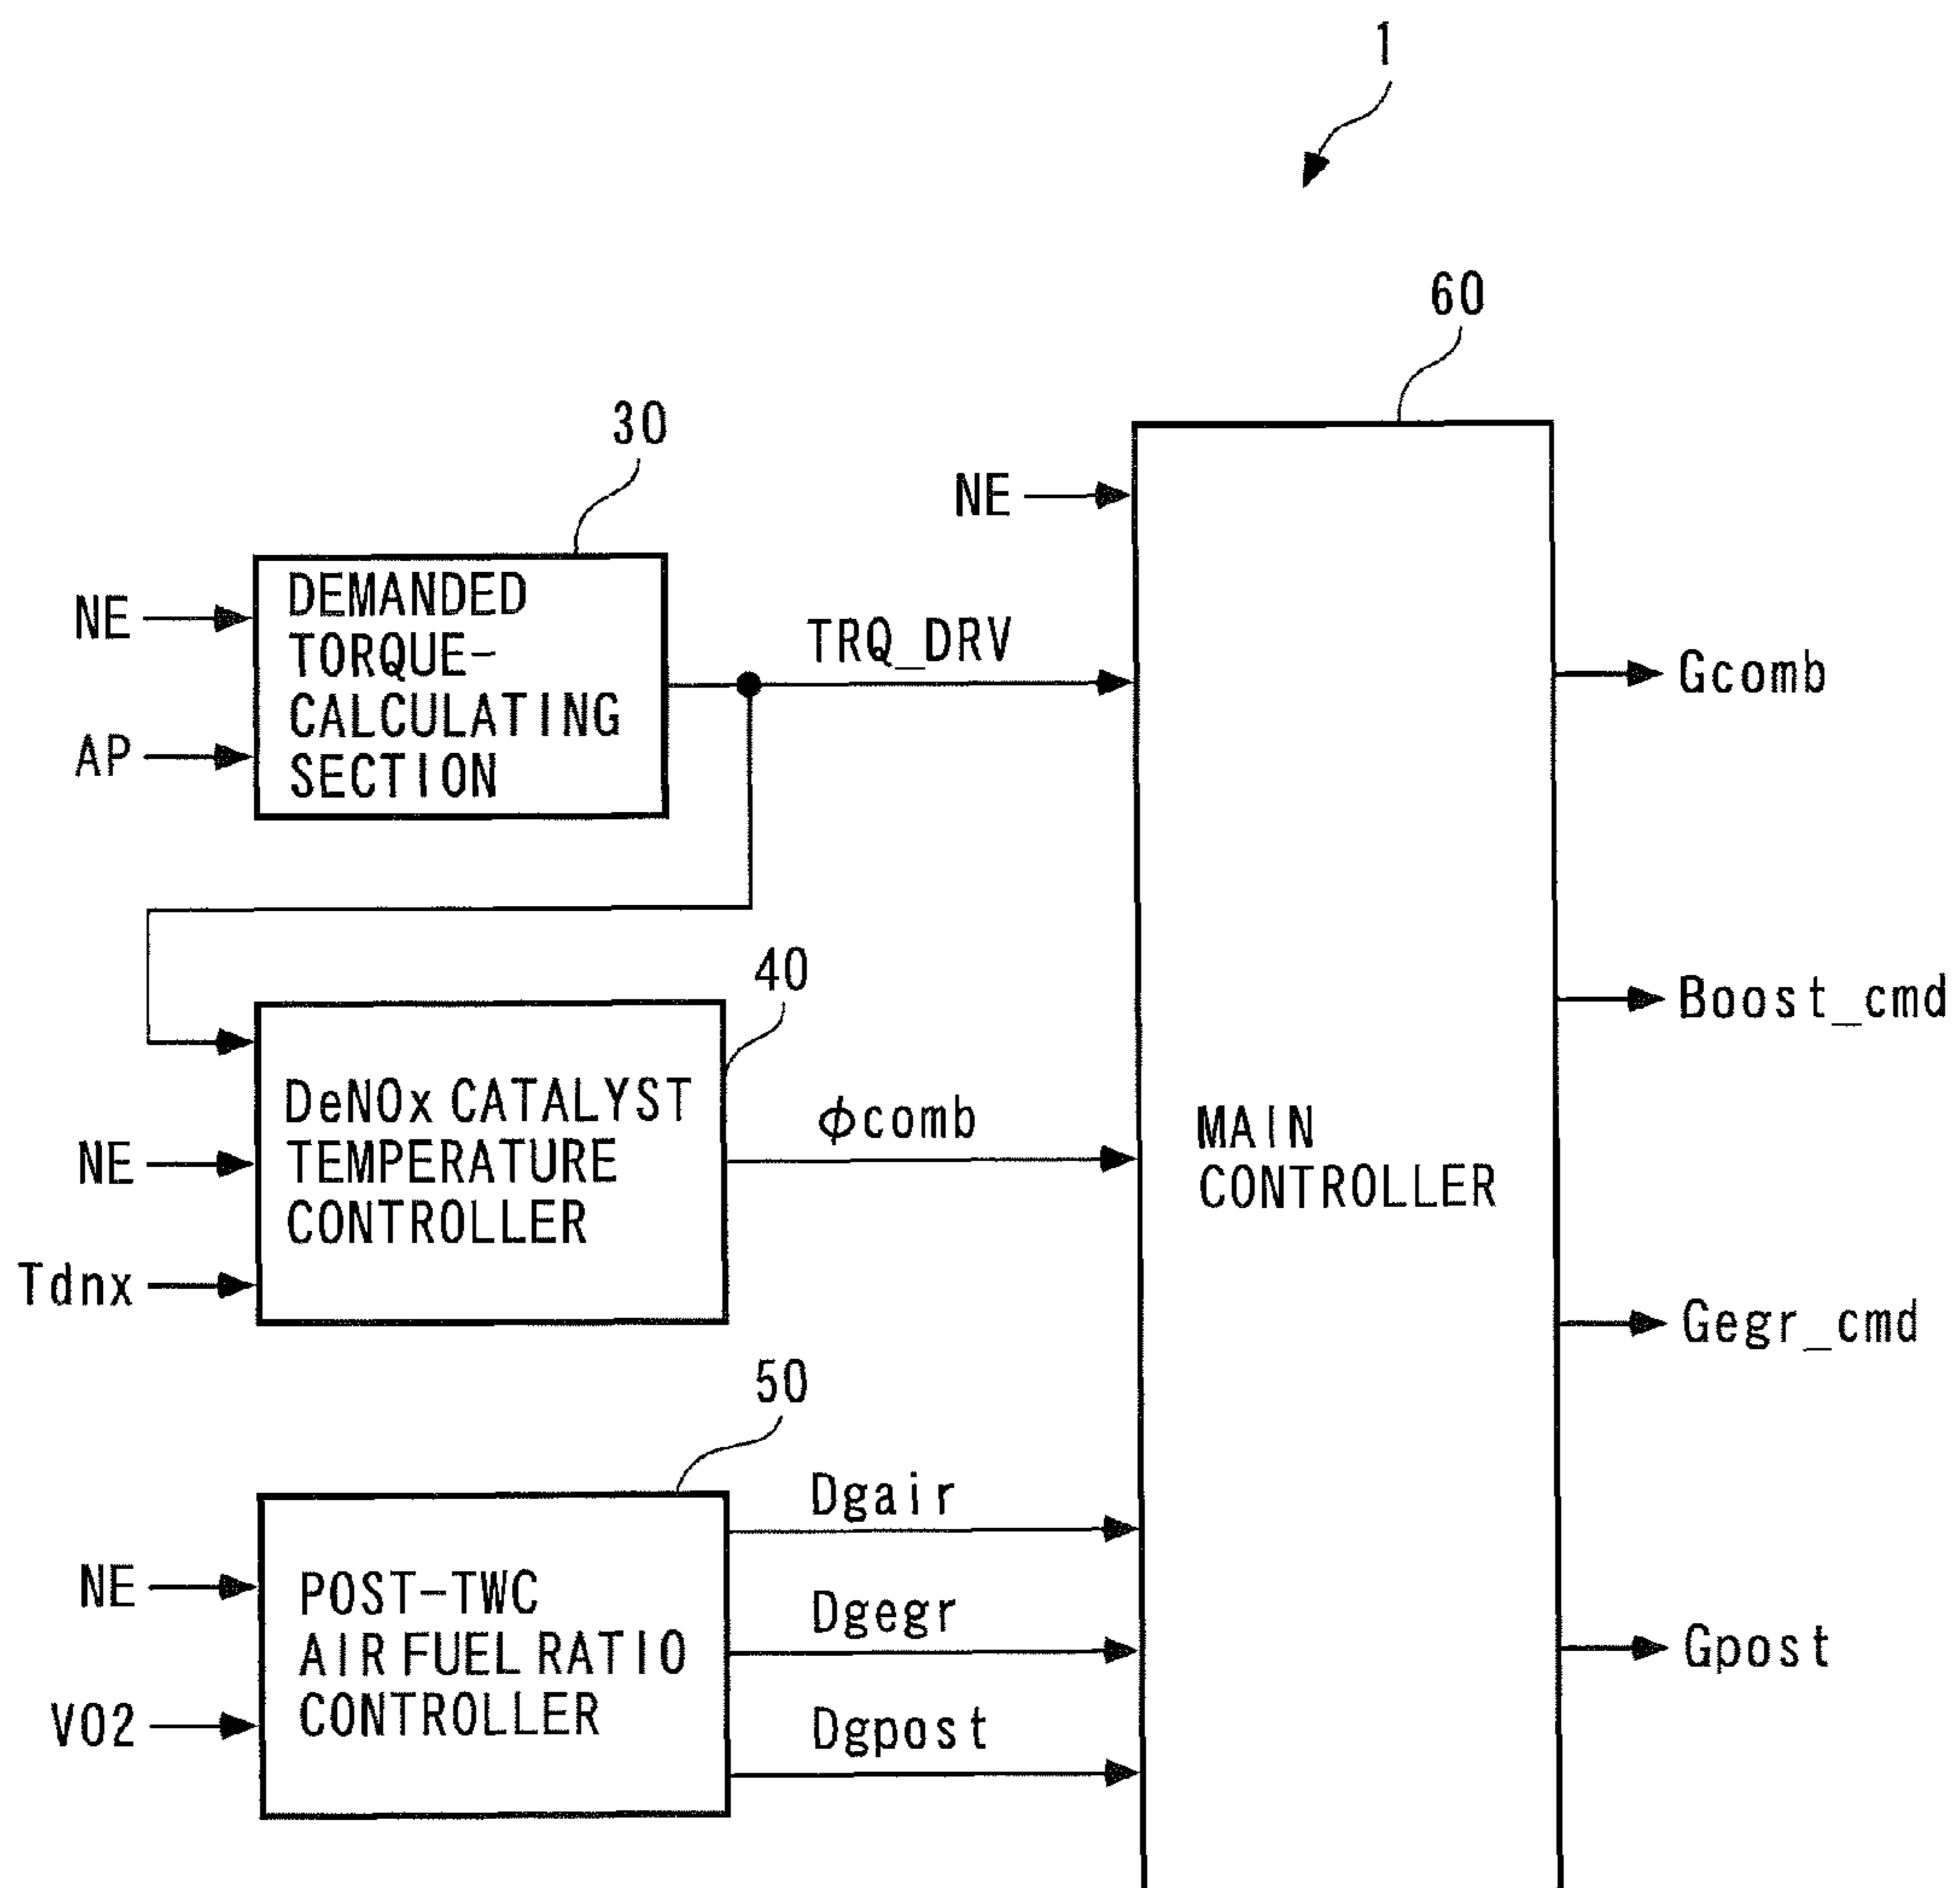 1
60
30
NE
NE
AP
DEMANDED
TORQUE-
CALCULATING
SECTION
TRQ_DRV
Gcomb
40
Boost_cmd
NE
Tdnx
DeNOx CATALYST
TEMPERATURE
CONTROLLER
ϕcomb
MAIN
CONTROLLER
Gegr_cmd
50
NE
VO2
POST-TWC
AIR FUEL RATIO
CONTROLLER
Dgair
Dgegr
Dgpost
Gpost